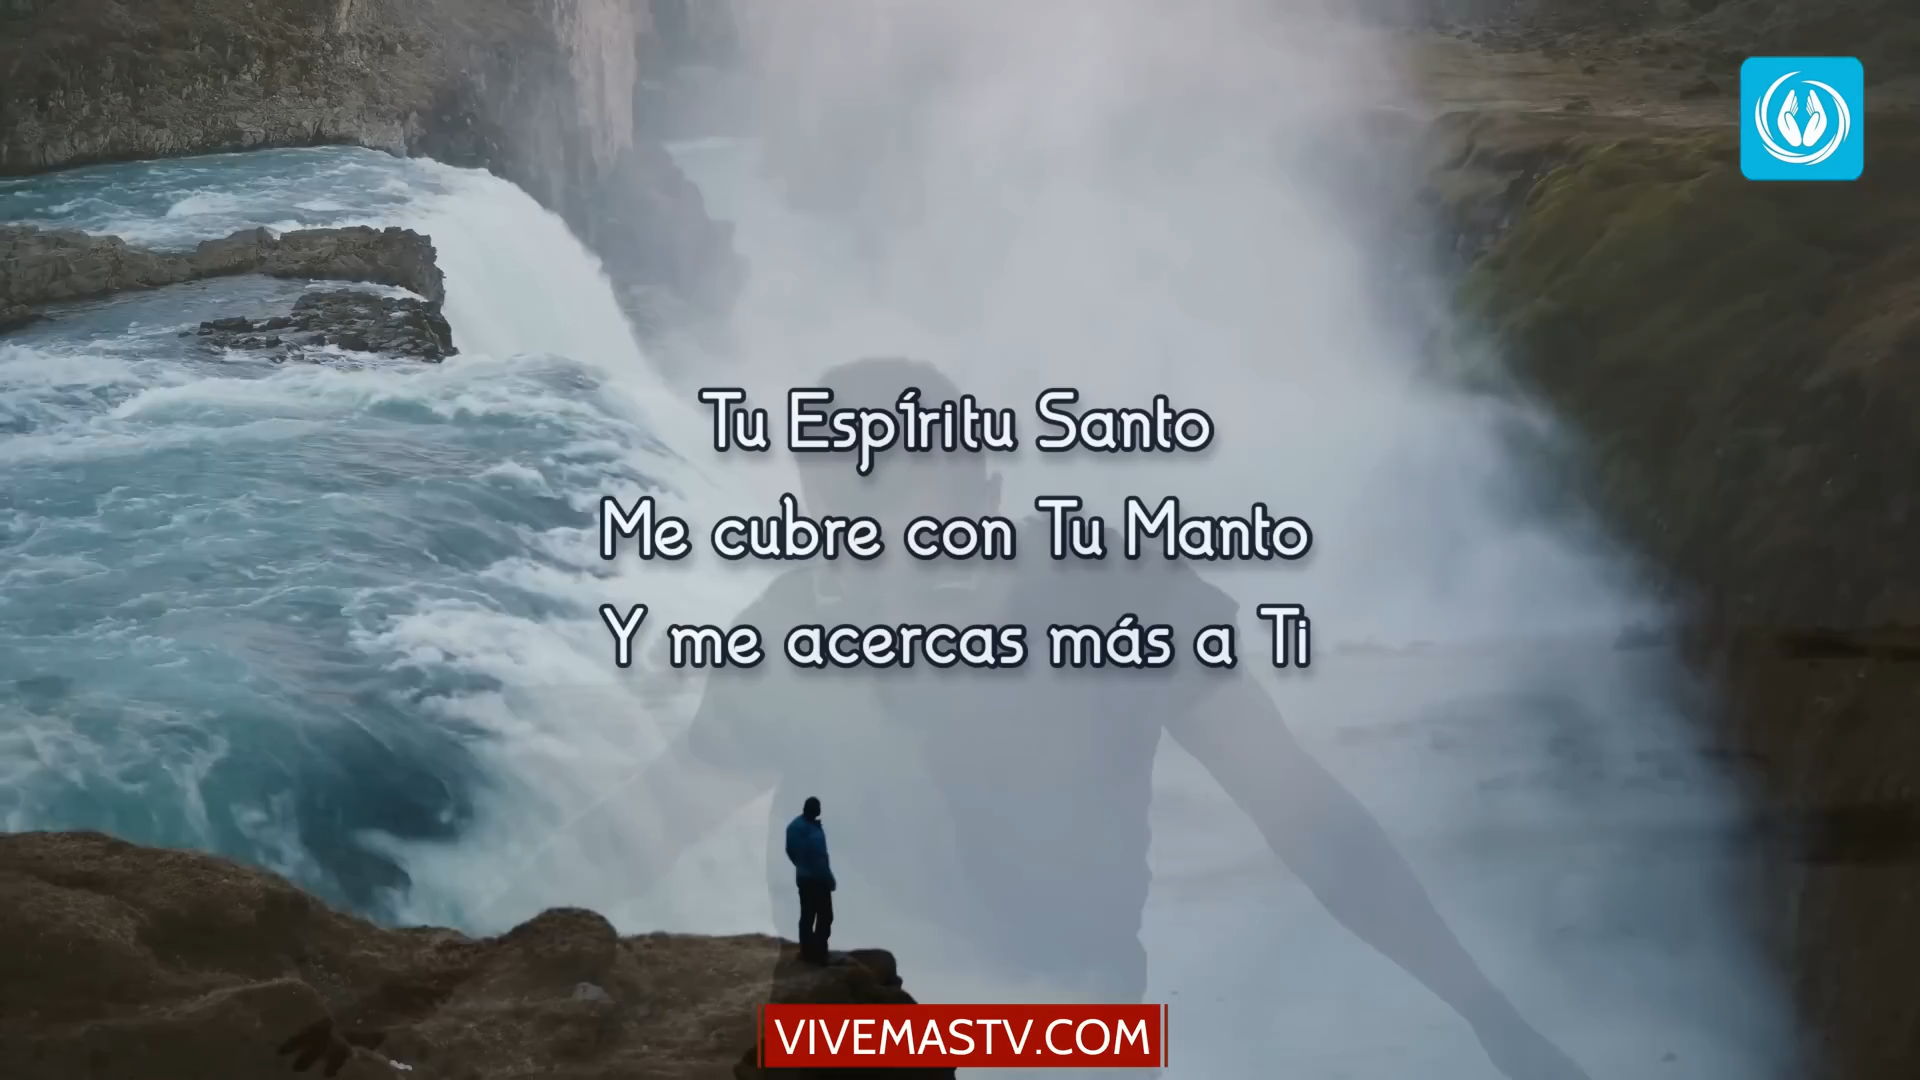 Tu Espíritu Santo
Me cubre con Tu Manto
Y me acercas más a Ti
VIVEMASTV.COM